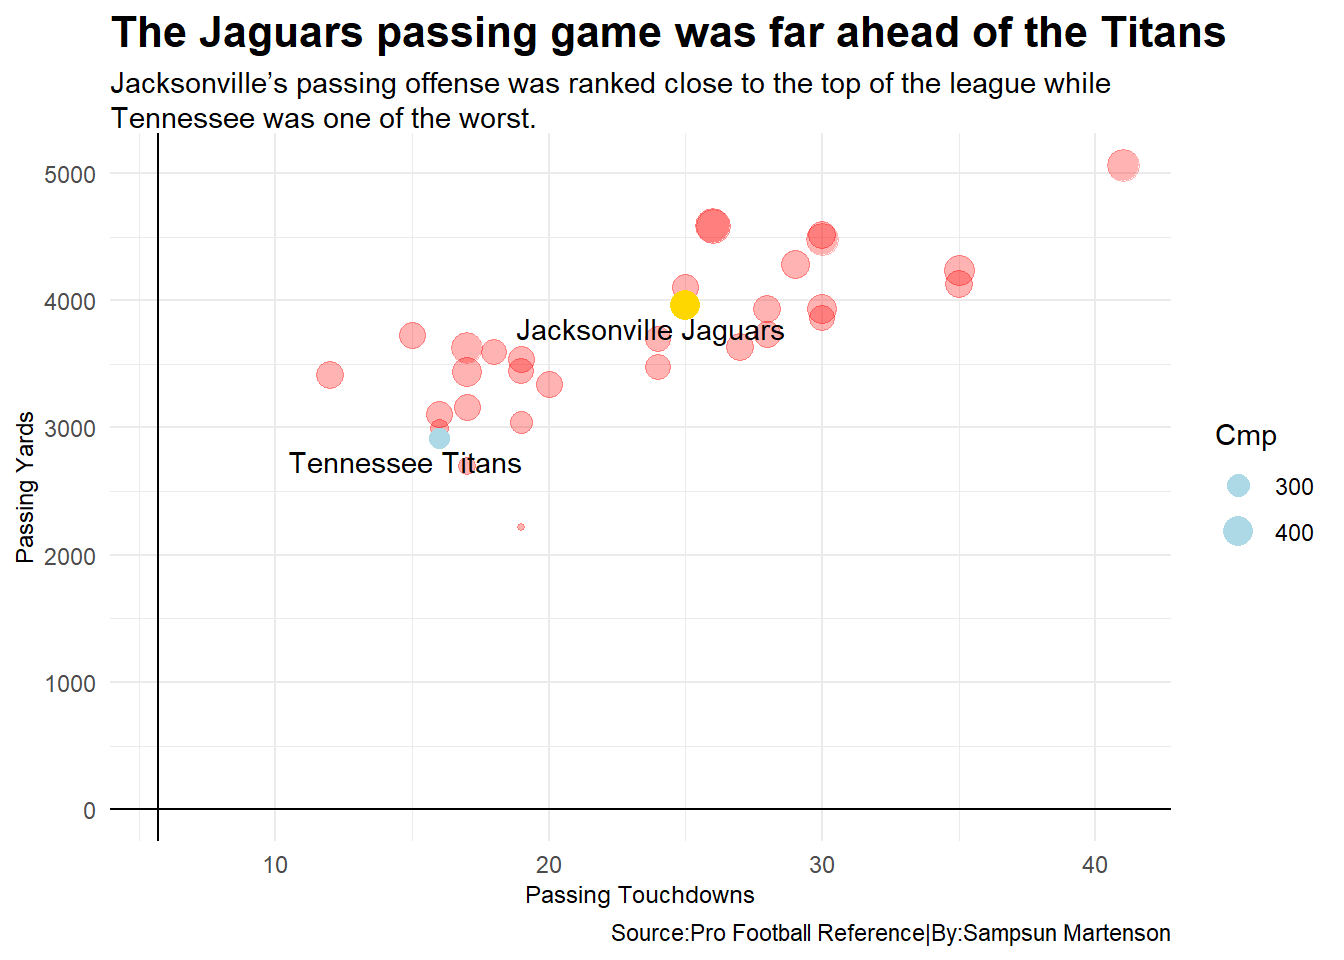 The Jaguars passing game was far ahead of the Titans
Jacksonville’s passing offense was ranked close to the top of the league while
Tennessee was one of the worst.
5000
4000
3000
2000
1000
0
Passing Yards
Jacksonville Jaguars
Tennessee Titans
Cmp
300
400
10 20 30 40
Passing Touchdowns
Source:Pro Football Reference|By:Sampsun Martenson